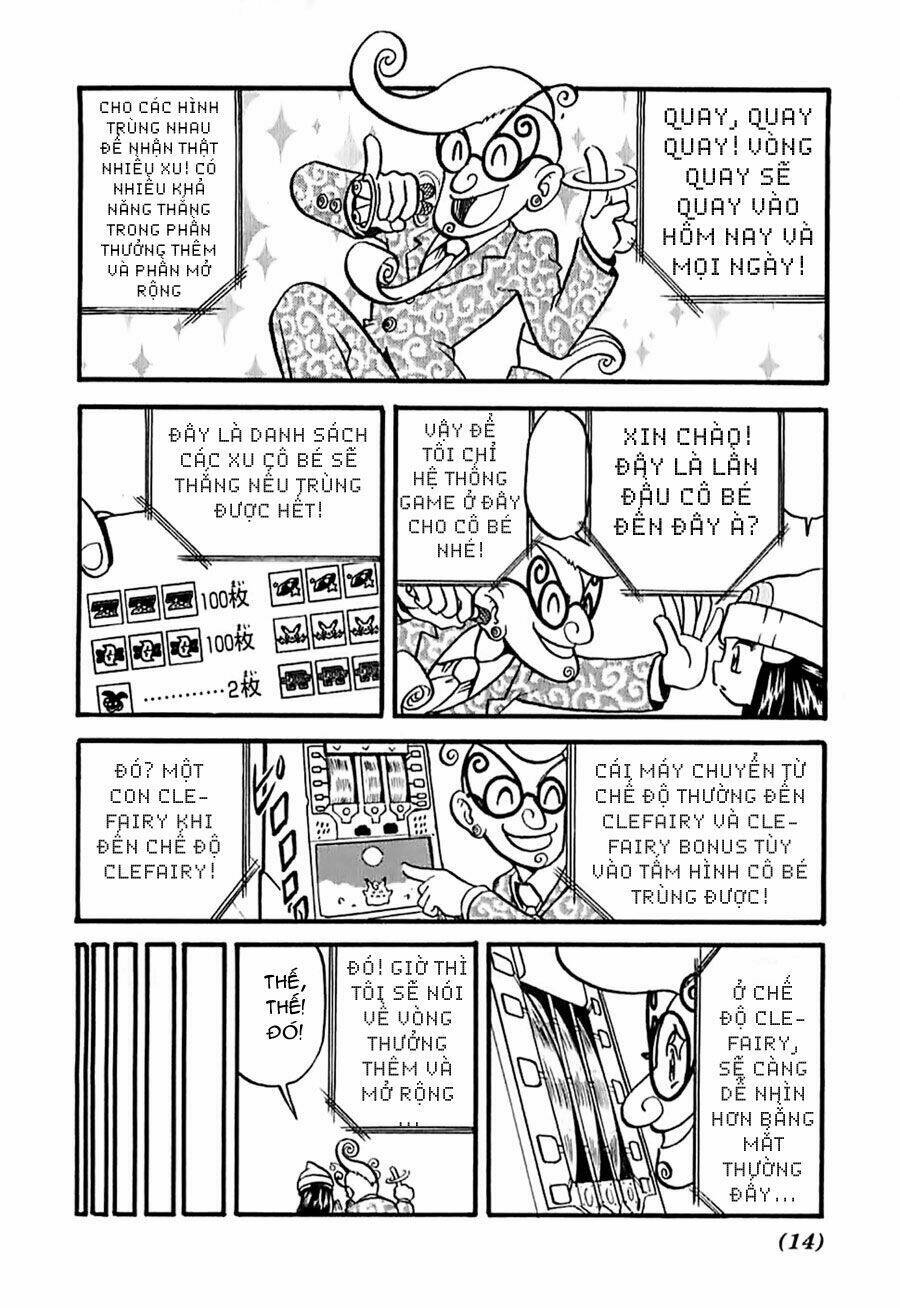 QUAY, QUAY
QUAY! VÒNG
QUAY SẼ
QUAY VÀO
HÔM NAY VÀ
MỌI NGÀY!
CHO CÁC HÌNH
TRÙNG NHAU
ĐỂ NHẬN THẬT
NHIỀU XU! CÓ
NHIỀU KHẢ
NĂNG THẮNG
TRONG PHẦN
THƯỞNG THÊM
VÀ PHẦN MỞ
RỘNG
XIN CHÀO!
ĐÂY LÀ LẦN
ĐẦU CÔ BÉ
ĐẾN ĐÂY À?
VẬY ĐỂ
TÔI CHỈ
HỆ THỐNG
GAME Ở ĐÂY
CHO CÔ BÉ
NHÉ!
ĐÂY LÀ DANH SÁCH
CÁC XU CÔ BÉ SẼ
THẮNG NẾU TRÙNG
ĐƯỢC HẾT!
100枚
100枚
…………2枚
CÁI MÁY CHUYỂN TỪ
CHẾ ĐỘ THƯỜNG ĐẾN
CLEFAIRY VÀ CLE-
FAIRY BONUS TÙY
VÀO TẤM HÌNH CÔ BÉ
TRÙNG ĐƯỢC!
ĐÓ? MỘT
CON CLE-
FAIRY KHI
ĐẾN CHẾ ĐỘ
CLEFAIRY!
Ở CHẾ
ĐỘ CLE-
FAIRY,
SẼ CÀNG
DỄ NHÌN
HƠN BẰNG
MẮT
THƯỜNG
ĐẤY...
ĐÓ! GIỜ THÌ
TÔI SẼ NÓI
VỀ VÒNG
THƯỞNG
THÊM VÀ
MỞ RỘNG
...
THẾ,
THẾ!
ĐÓ!
(14)